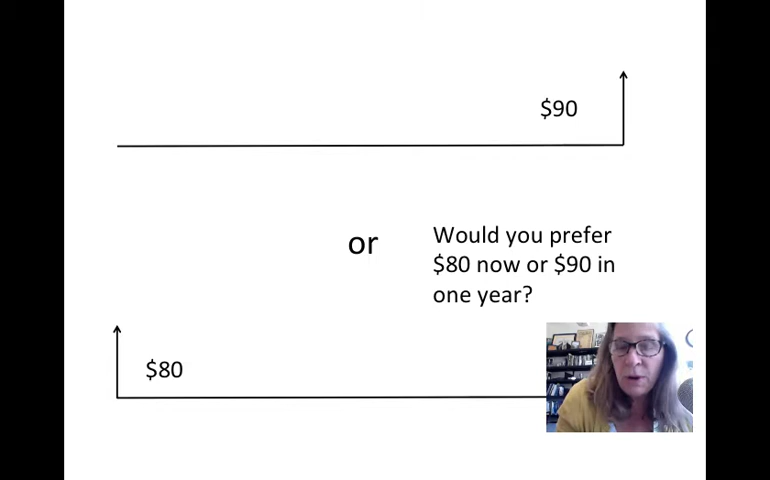 $90
or
Would you prefer
$80 now or $90 in
one year?
$80